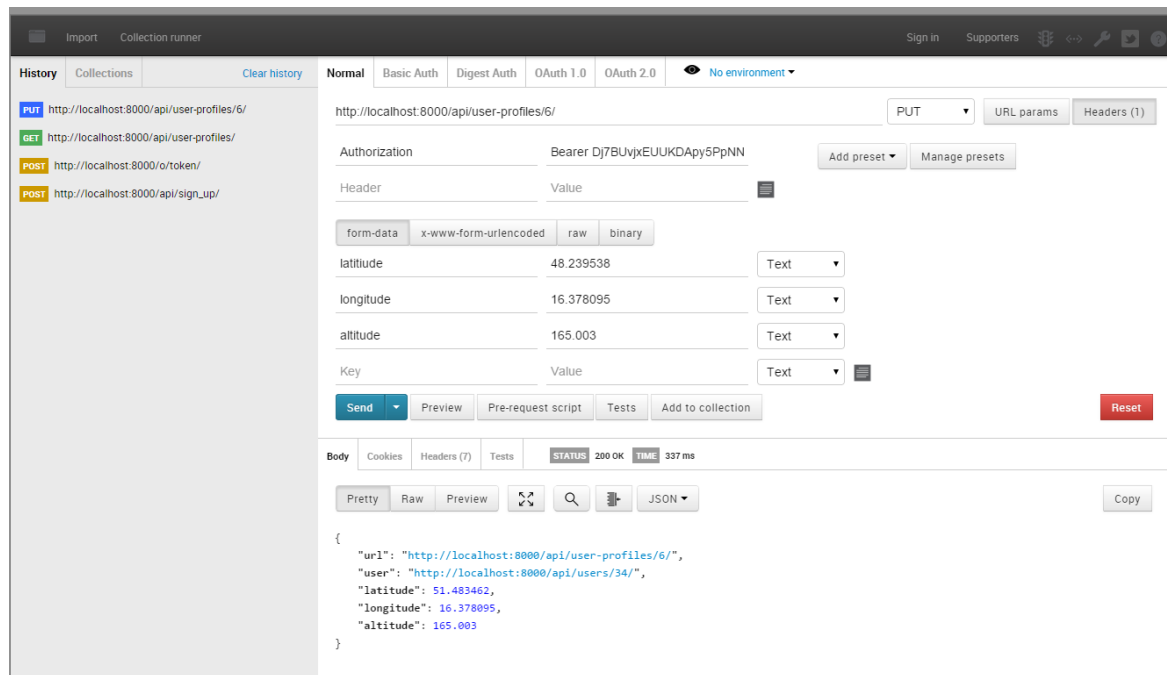 Import Collection runner Sign in Supporters
History Collections Clear history
PUT http://localhost:8000/api/user-profiles/6/
GET http://localhost:8000/api/user-profiles/
POST http://localhost:8000/o/token/
POST http://localhost:8000/api/sign_up/
Normal Basic Auth Digest Auth OAuth 1.0 OAuth 2.0 No environment
http://localhost:8000/api/user-profiles/6/ PUT URL params Headers (1)
Authorization Bearer Dj7BUvjxEUUKDApy5PpNN Add preset Manage presets
Header Value
form-data x-www-form-urlencoded raw binary
latitiude 48.239538 Text
longitude 16.378095 Text
altitude 165.003 Text
Key Value Text
Send Preview Pre-request script Tests Add to collection Reset
Body Cookies Headers (7) Tests STATUS 200 OK TIME 337 ms
Pretty Raw Preview JSON Copy
{
"url": "http://localhost:8000/api/user-profiles/6/",
"user": "http://localhost:8000/api/users/34/",
"latitude": 51.483462,
"longitude": 16.378095,
"altitude": 165.003
}